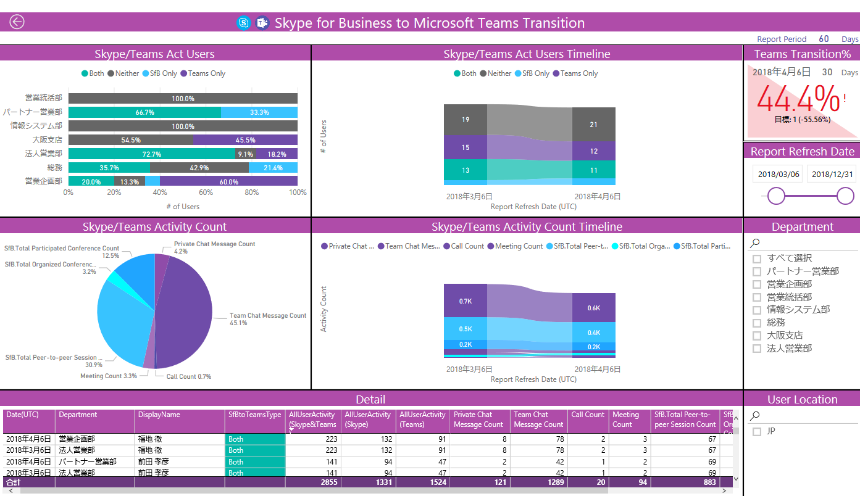 Skype for Business to Microsoft Teams Transition
Report Period 60 Days
Skype/Teams Act Users
Both Neither SfB Only Teams Only
営業統括部 100.0%
パートナー営業部 66.7% 33.3%
情報システム部 100.0%
大阪支店 54.5% 45.5%
法人営業部 72.7% 9.1% 18.2%
総務 35.7% 42.9% 21.4%
営業企画部 20.0% 13.3% 60.0%
0% 20% 40% 60% 80% 100%
# of Users
Skype/Teams Act Users Timeline
Both Neither SfB Only Teams Only
# of Users
19 21
15 12
13 11
2018年3月6日 2018年4月6日
Report Refresh Date (UTC)
Teams Transition%
2018年4月6日 30 Days
44.4%!
目標: 1 (-55.56%)
Report Refresh Date
2018/03/06 2018/12/31
Skype/Teams Activity Count
SfB.Total Participated Conference Count
12.5%
Private Chat Message Count
4.2%
SfB.Total Organized Conferenc...
3.2%
Team Chat Message Count
45.1%
SfB.Total Peer-to-peer Session ...
30.9%
Meeting Count 3.3%
Call Count 0.7%
Skype/Teams Activity Count Timeline
Private Chat ... Team Chat Mes... Call Count Meeting Count SfB.Total Peer-t... SfB.Total Orga... SfB.Total Parti...
Activity Count
0.7K 0.6K
0.5K 0.4K
0.2K 0.2K
2018年3月6日 2018年4月6日
Report Refresh Date (UTC)
Department
すべて選択
パートナー営業部
営業企画部
営業統括部
情報システム部
総務
大阪支店
法人営業部
Detail
Date(UTC) Department DisplayName SfBtoTeamsType AllUserActivity (Skype&Teams AllUserActivity (Skype) AllUserActivity (Teams) Private Chat Message Count Team Chat Message Count Call Count Meeting Count SfB.Total Peer-to-peer Session Count
2018年4月6日 営業企画部 福地 徹 Both 223 132 91 8 78 2 3 67
2018年3月6日 法人営業部 福地 徹 Both 223 132 91 8 78 2 3 67
2018年4月6日 パートナー営業部 前田 孝彦 Both 141 94 47 2 42 1 2 69
2018年3月6日 法人営業部 前田 孝彦 Both 141 94 47 2 42 1 2 69
合計 2855 1331 1524 121 1289 20 94 883
User Location
JP